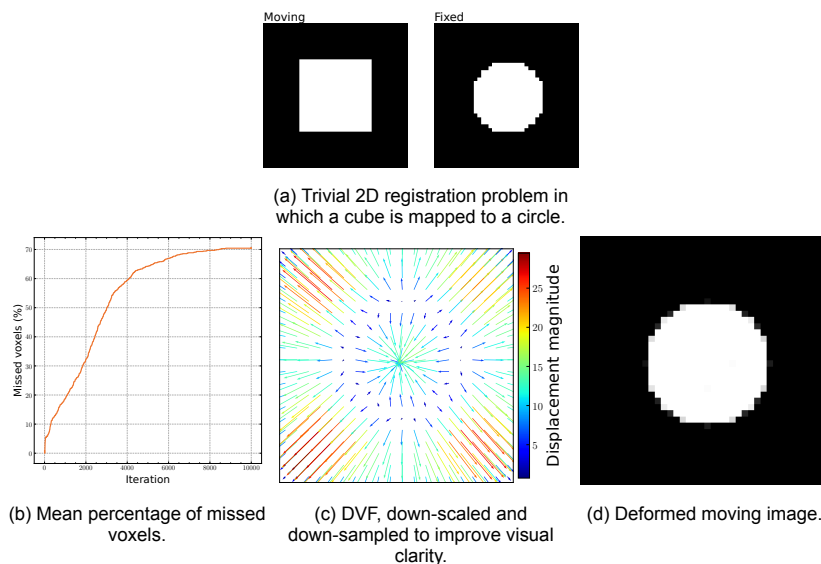 Moving
Fixed
(a) Trivial 2D registration problem in
which a cube is mapped to a circle.
70
60
50
40
30
20
10
0
Missed voxels (%)
0 2000 4000 6000 8000 10000
Iteration
(b) Mean percentage of missed
voxels.
25
20
15
10
5
Displacement magnitude
(c) DVF, down-scaled and
down-sampled to improve visual
clarity.
(d) Deformed moving image.